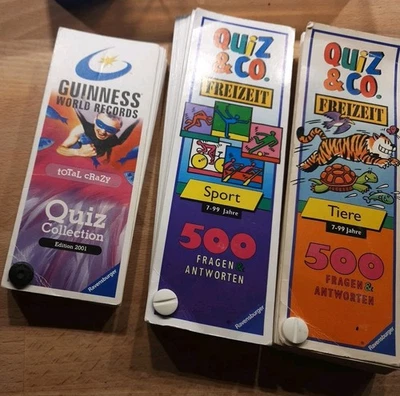 GUINNESS
WORLD RECORDS
tOTaL cRaZy
Quiz
Collection
Edition 2001
Ravensburger
QUiZ
& CO.
FREIZEIT
Sport
7-99 Jahre
500
FRAGEN &
ANTWORTEN
Ravensburger
QUiZ
& CO.
FREIZEIT
Tiere
7-99 Jahre
500
FRAGEN &
ANTWORTEN
Ravensburger